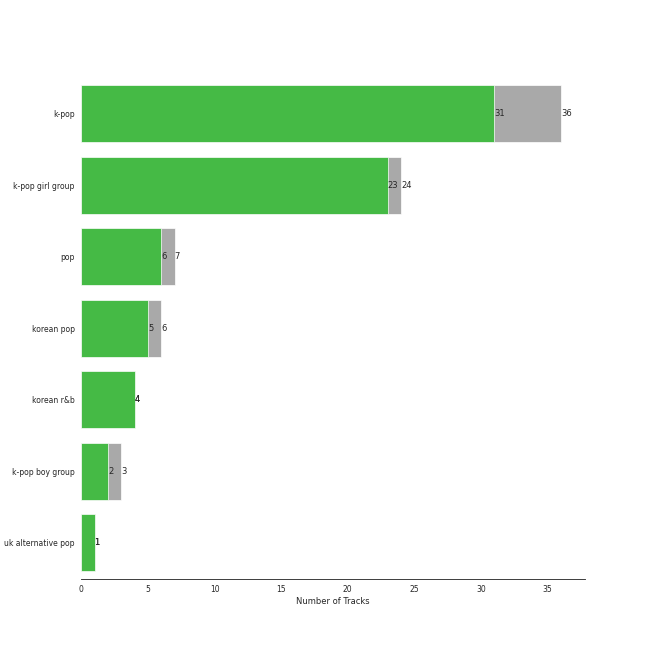 k-pop 31 36
k-pop girl group 23 24
pop 6 7
korean pop 5 6
korean r&b 4
k-pop boy group 2 3
uk alternative pop 1
0 5 10 15 20 25 30 35
Number of Tracks